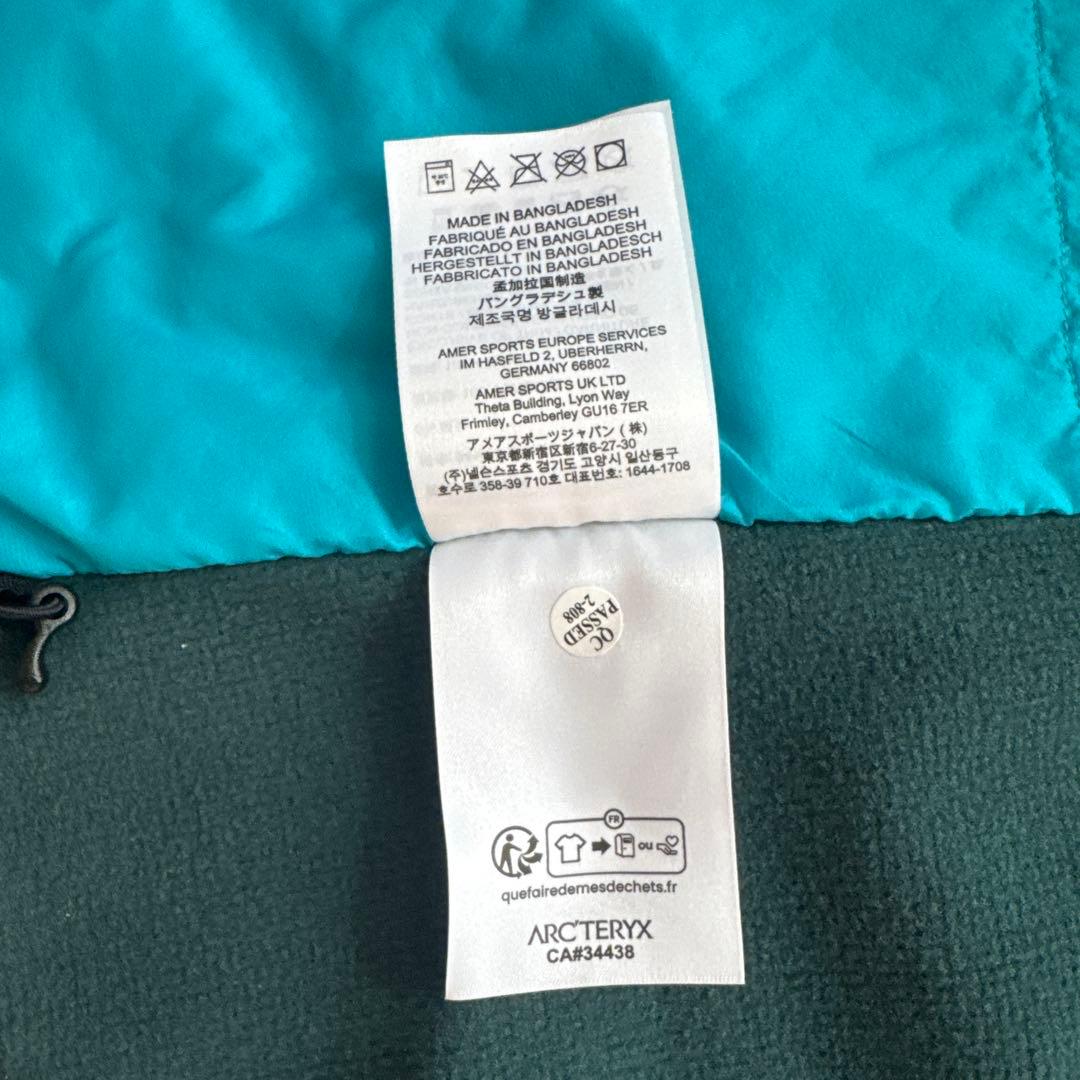 MADE IN BANGLADESH
FABRIQUÉ AU BANGLADESH
FABRICADO EN BANGLADESH
HERGESTELLT IN BANGLADESCH
FABBRICATO IN BANGLADESH
孟加拉国制造
バングラデシュ製
제조국명 방글라데시
AMER SPORTS EUROPE SERVICES
IM HASFELD 2, UBERHERRN,
GERMANY 66802
AMER SPORTS UK LTD
Theta Building, Lyon Way
Frimley, Camberley GU16 7ER
アメアスポーツジャパン (株)
東京都新宿区新宿6-27-30
(주)넬슨스포츠 경기도 고양시 일산동구
호수로 358-39 710호 대표번호: 1644-1708
QC
PASSED
2-808
FR
ou
quefairedemesdechets.fr
ARC'TERYX
CA#34438